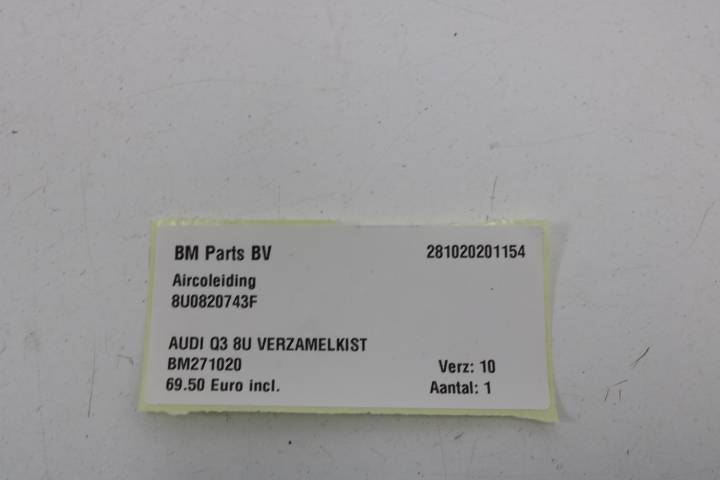 BM Parts BV 281020201154
Aircoleiding
8U0820743F
AUDI Q3 8U VERZAMELKIST
BM271020 Verz: 10
69.50 Euro incl. Aantal: 1